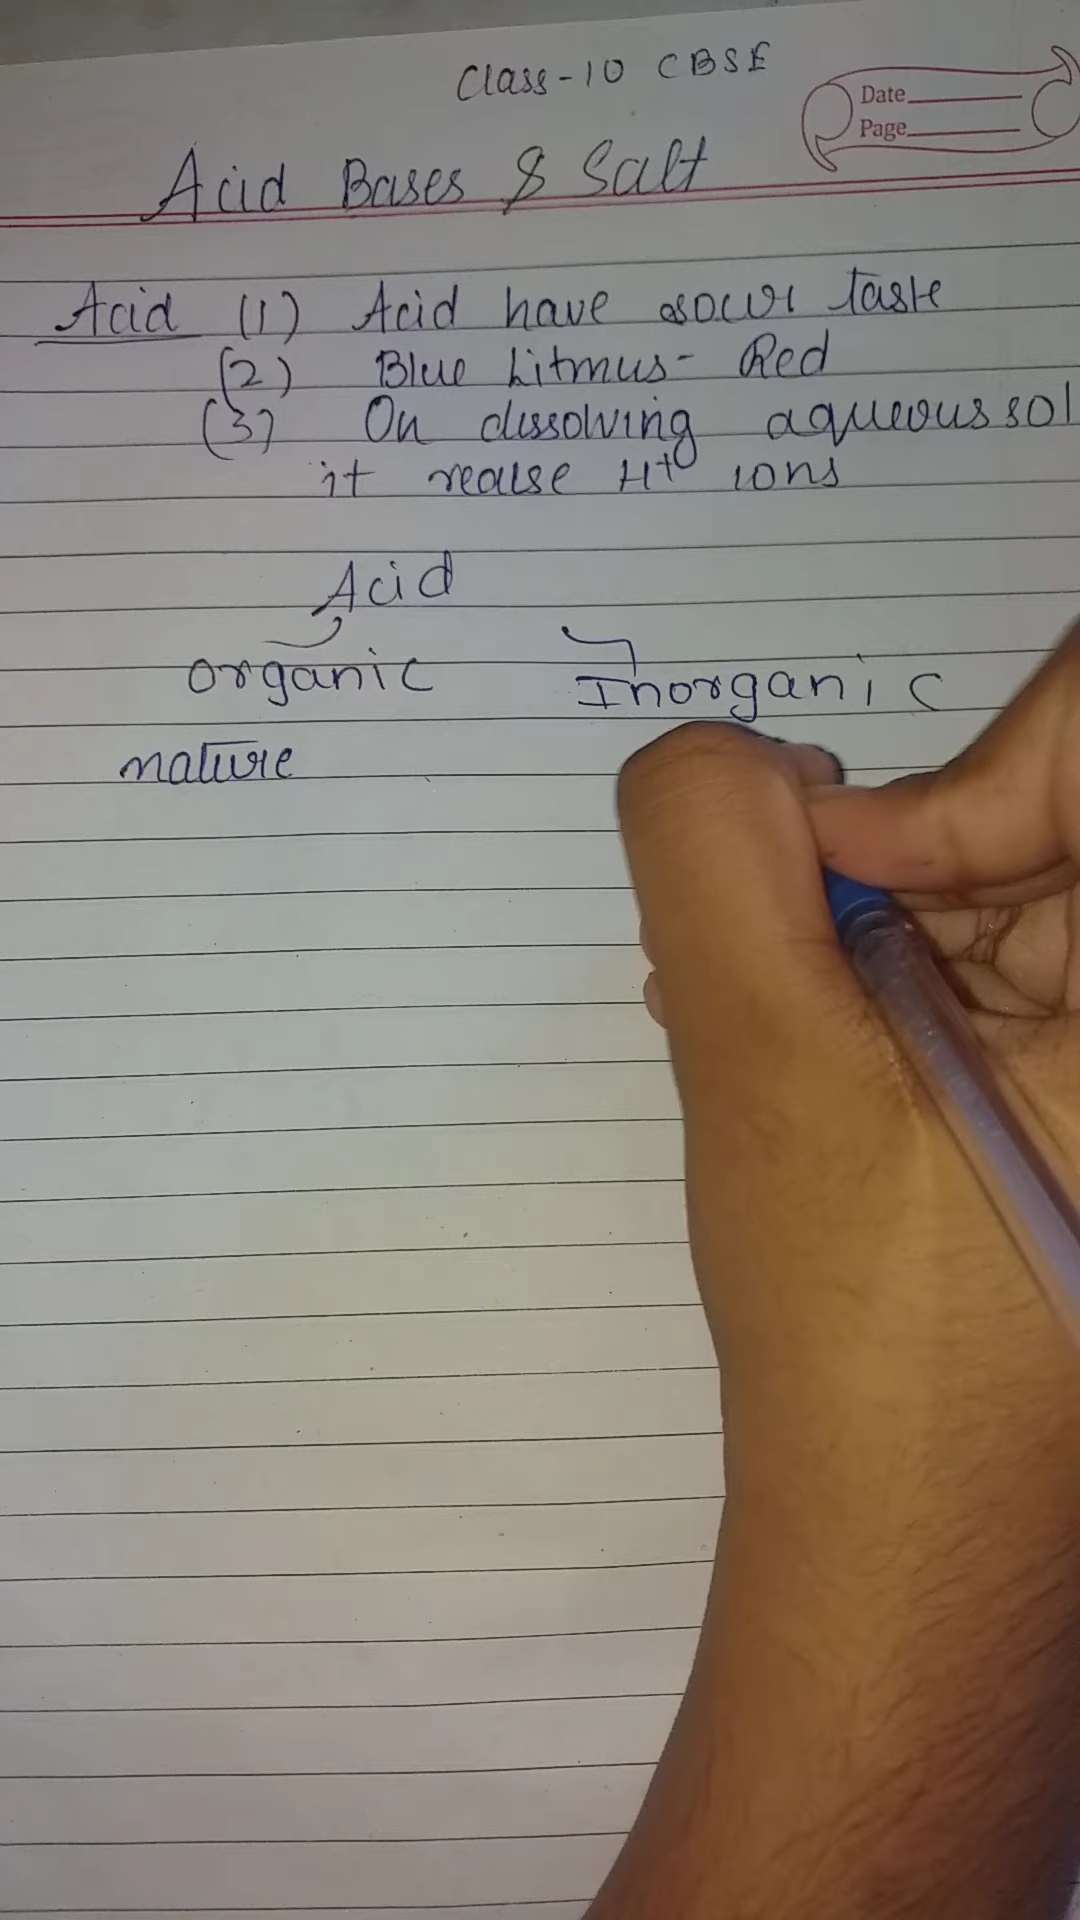 Class-10 CBSE
Date
Page
Acid Bases & Salt
Acid (1) Acid have sour taste
(2) Blue Litmus- Red
(3) On dissolving aqueous sol
it realse H+ ions
Acid
organic Inorganic
nature